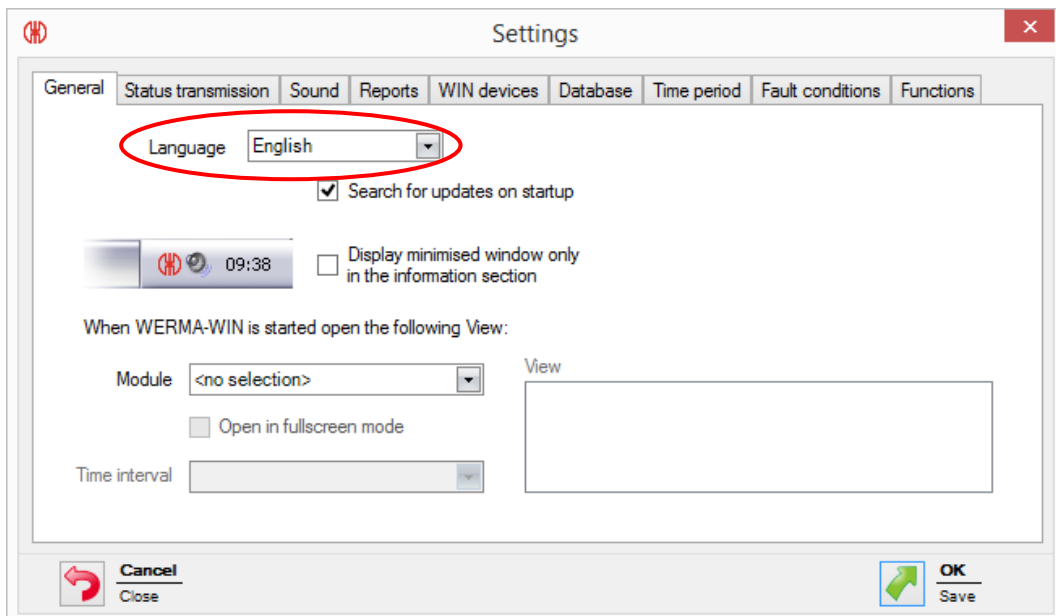 Settings
General Status transmission Sound Reports WIN devices Database Time period Fault conditions Functions
Language English
Search for updates on startup
09:38
Display minimised window only
in the information section
When WERMA-WIN is started open the following View:
Module <no selection>
View
Open in fullscreen mode
Time interval
Cancel
Close
OK
Save